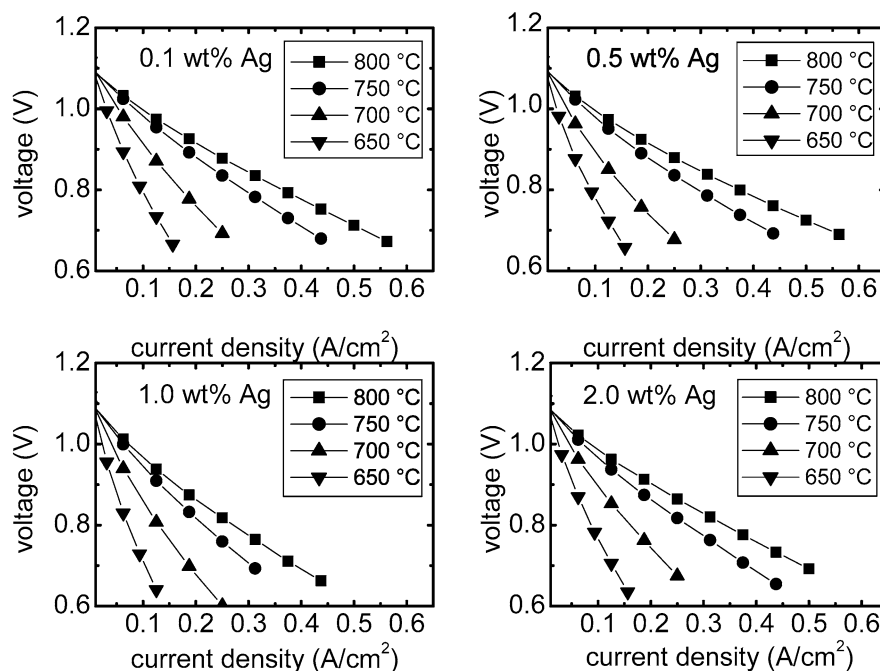 1.2
1.0
0.8
0.6
voltage (V)
0.1 wt% Ag
800 °C
750 °C
700 °C
650 °C
0.1 0.2 0.3 0.4 0.5 0.6
current density (A/cm²)
1.2
1.0
0.8
0.6
voltage (V)
0.5 wt% Ag
800 °C
750 °C
700 °C
650 °C
0.1 0.2 0.3 0.4 0.5 0.6
current density (A/cm²)
1.2
1.0
0.8
0.6
voltage (V)
1.0 wt% Ag
800 °C
750 °C
700 °C
650 °C
0.1 0.2 0.3 0.4 0.5 0.6
current density (A/cm²)
1.2
1.0
0.8
0.6
voltage (V)
2.0 wt% Ag
800 °C
750 °C
700 °C
650 °C
0.1 0.2 0.3 0.4 0.5 0.6
current density (A/cm²)